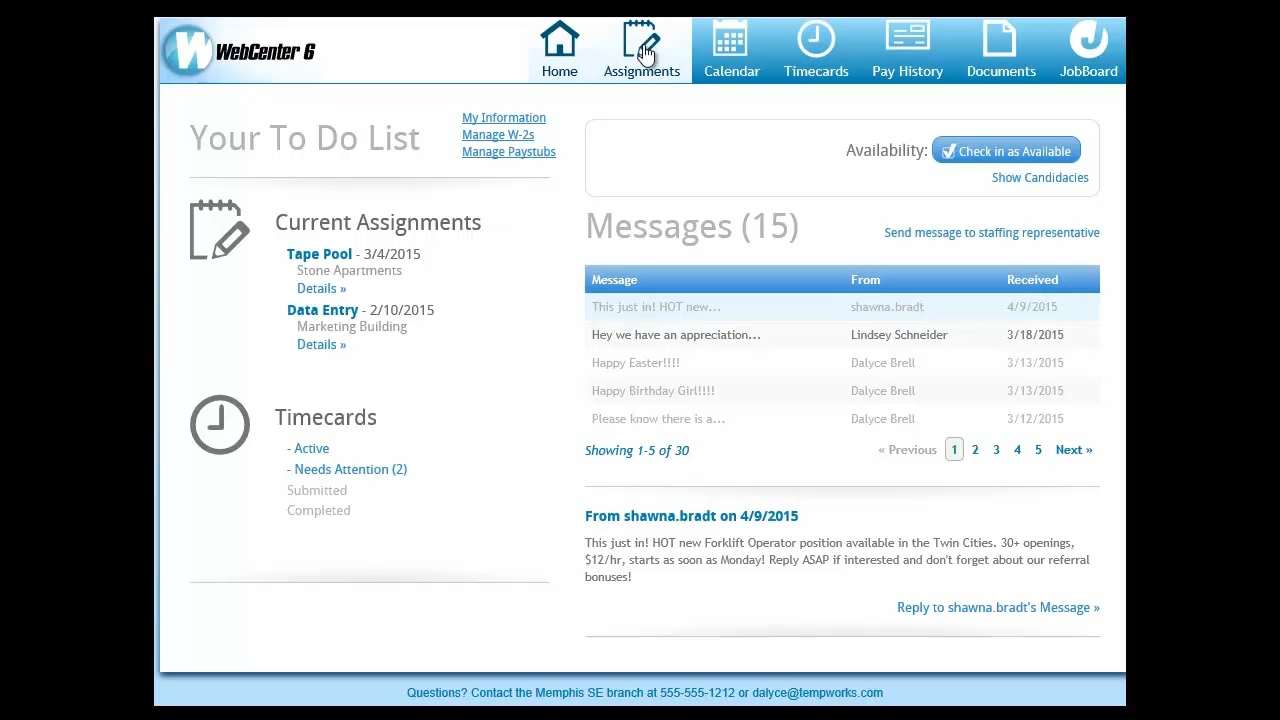 W WebCenter 6
Home
Assignments
Calendar
Timecards
Pay History
Documents
JobBoard
Your To Do List
My Information
Manage W-2s
Manage Paystubs
Current Assignments
Tape Pool - 3/4/2015
Stone Apartments
Details »
Data Entry - 2/10/2015
Marketing Building
Details »
Timecards
- Active
- Needs Attention (2)
Submitted
Completed
Availability: Check in as Available
Show Candidacies
Messages (15)
Send message to staffing representative
Message From Received
This just in! HOT new... shawna.bradt 4/9/2015
Hey we have an appreciation... Lindsey Schneider 3/18/2015
Happy Easter!!!! Dalyce Brell 3/13/2015
Happy Birthday Girl!!!! Dalyce Brell 3/13/2015
Please know there is a... Dalyce Brell 3/12/2015
Showing 1-5 of 30 « Previous 1 2 3 4 5 Next »
From shawna.bradt on 4/9/2015
This just in! HOT new Forklift Operator position available in the Twin Cities. 30+ openings,
$12/hr, starts as soon as Monday! Reply ASAP if interested and don't forget about our referral
bonuses!
Reply to shawna.bradt's Message »
Questions? Contact the Memphis SE branch at 555-555-1212 or dalyce@tempworks.com